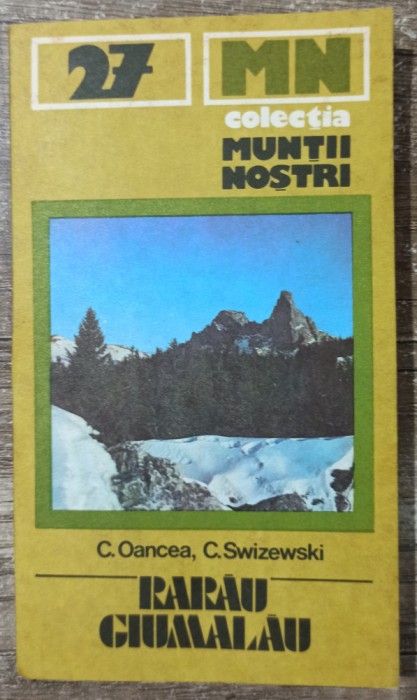 27
MN
colecția
MUNȚII
NOȘTRI
C. Oancea, C. Swizewski
RARĂU
GIUMALĂU